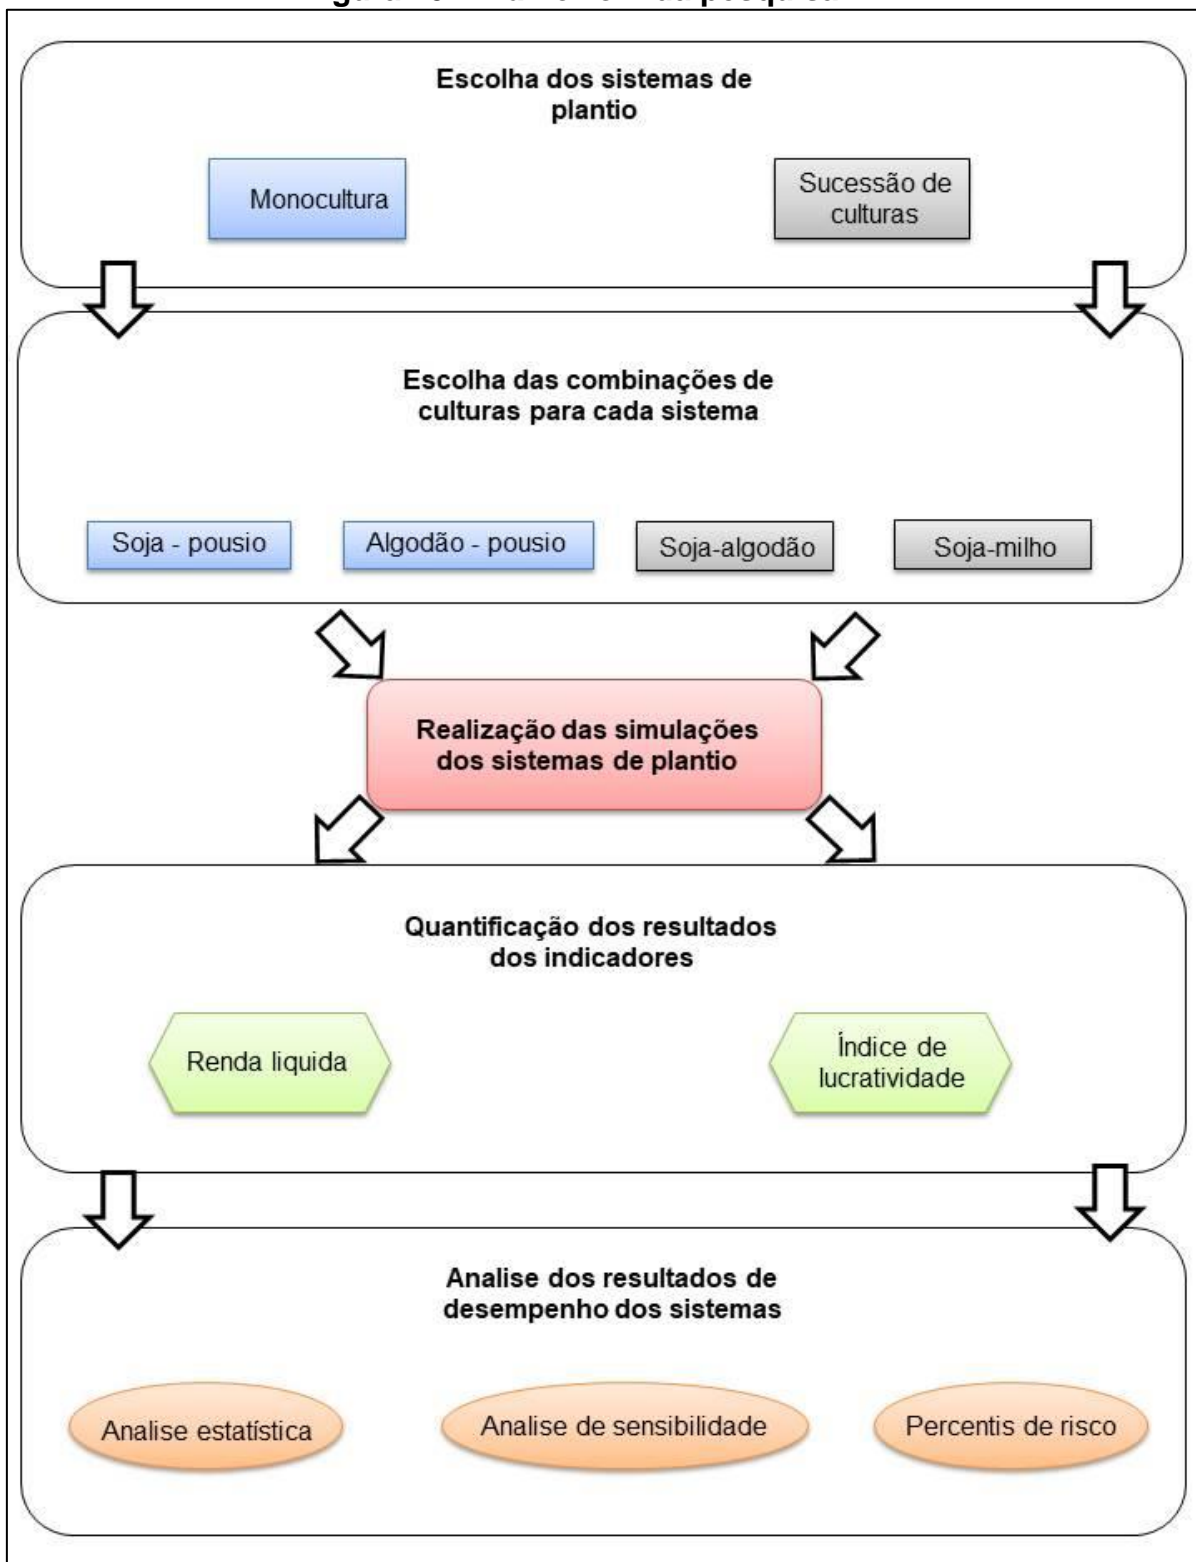 da pesquisa
Escolha dos sistemas de
plantio
Monocultura
Sucessão de
culturas
Escolha das combinações de
culturas para cada sistema
Soja - pousio
Algodão - pousio
Soja-algodão
Soja-milho
Realização das simulações
dos sistemas de plantio
Quantificação dos resultados
dos indicadores
Renda liquida
Índice de
lucratividade
Analise dos resultados de
desempenho dos sistemas
Analise estatística
Analise de sensibilidade
Percentis de risco